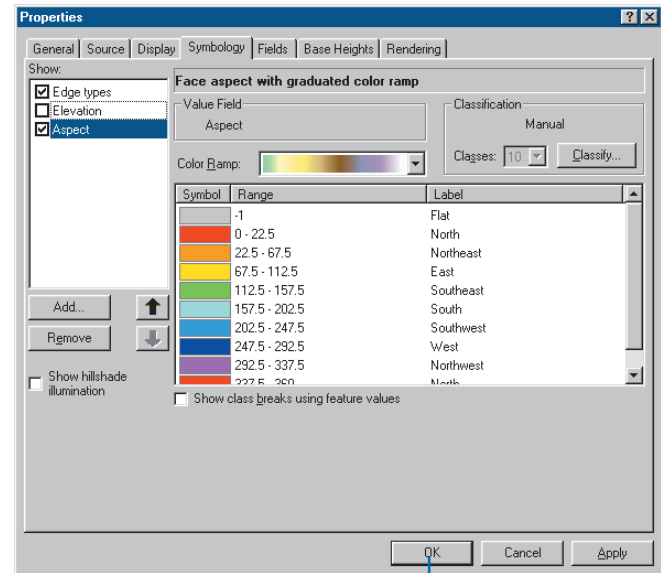 Properties
General Source Display Symbology Fields Base Heights Rendering
Show:
Edge types
Elevation
Aspect
Add...
Remove
Show hillshade
illumination
Face aspect with graduated color ramp
Value Field
Aspect
Classification
Manual
Classes: 10 Classify...
Color Ramp:
Symbol Range Label
-1 Flat
0 - 22.5 North
22.5 - 67.5 Northeast
67.5 - 112.5 East
112.5 - 157.5 Southeast
157.5 - 202.5 South
202.5 - 247.5 Southwest
247.5 - 292.5 West
292.5 - 337.5 Northwest
337.5 - 360 North
Show class breaks using feature values
OK Cancel Apply